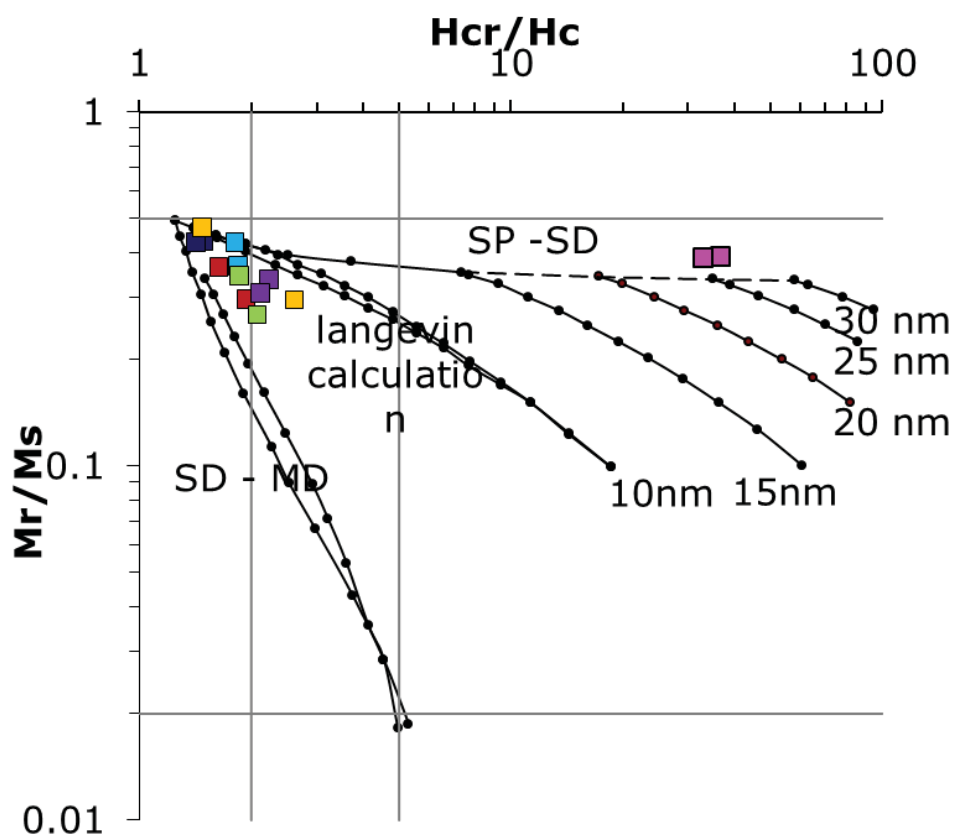 Hcr/Hc
1 10 100
1
SP -SD
30 nm
langevin
25 nm
calculatio
n
20 nm
Mr/Ms
0.1
SD - MD
10nm 15nm
0.01